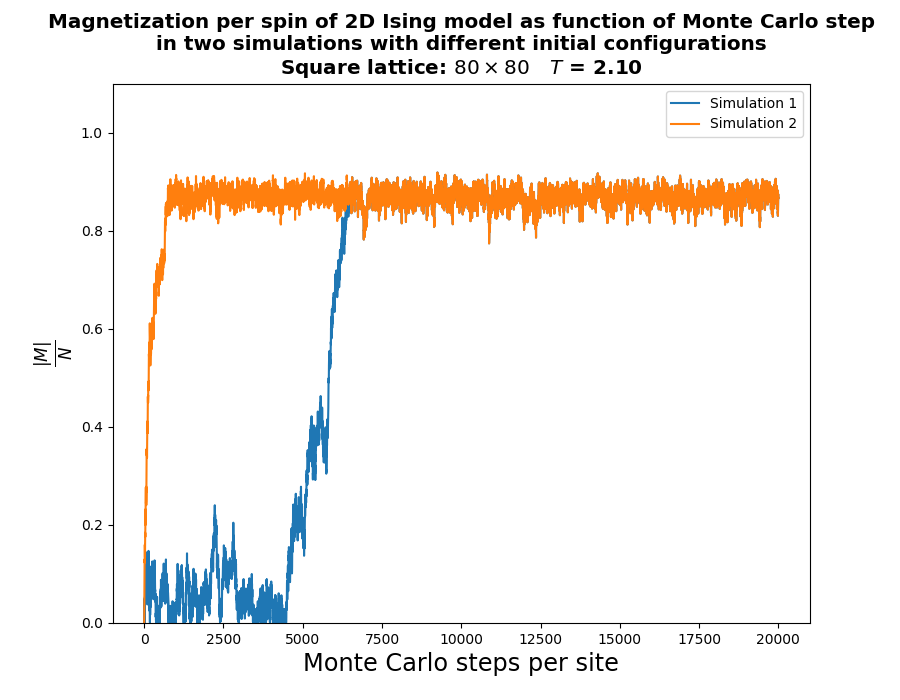 Magnetization per spin of 2D Ising model as function of Monte Carlo step
in two simulations with different initial configurations
Square lattice: 80 × 80 T = 2.10
Simulation 1
Simulation 2
1.0
0.8
0.6
0.4
0.2
0.0
|M|
N
0 2500 5000 7500 10000 12500 15000 17500 20000
Monte Carlo steps per site